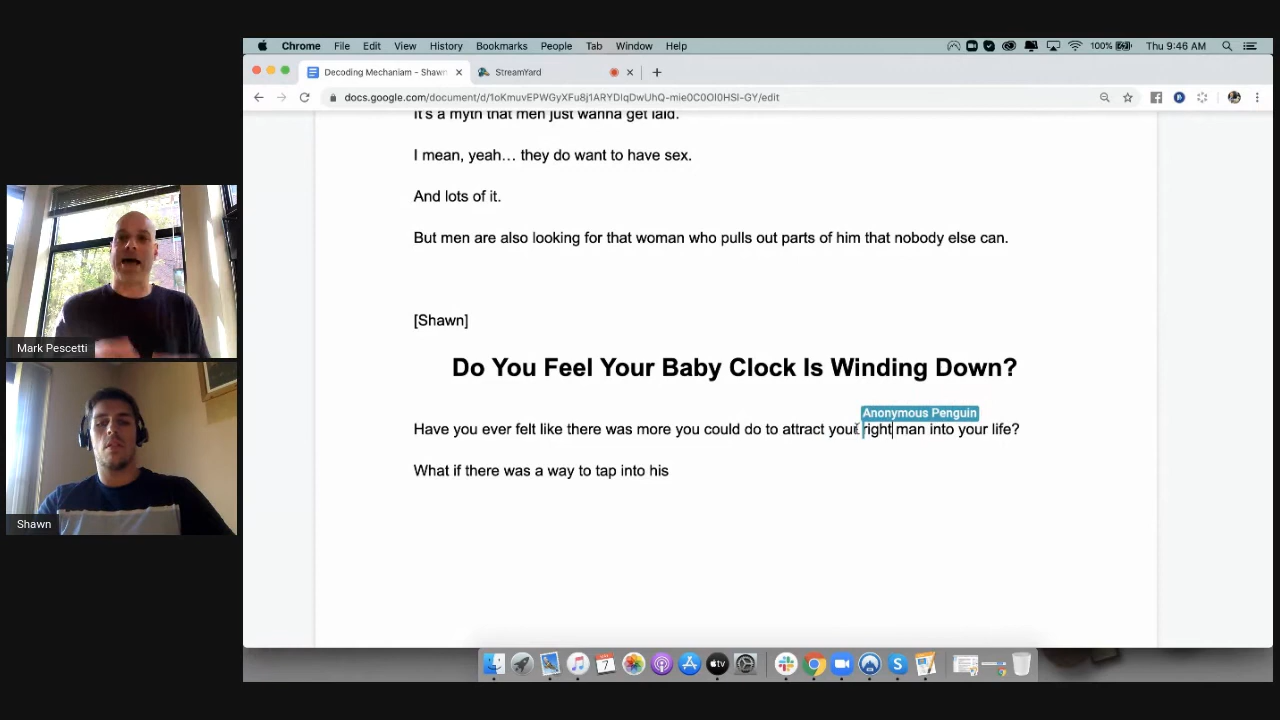 Chrome File Edit View History Bookmarks People Tab Window Help 100% Thu 9:46 AM
Decoding Mechaniam - Shawn StreamYard
docs.google.com/document/d/1oKmuvEPWGyXFu8j1ARYDIqDwUhQ-mie0C0Ol0HSI-GY/edit
It's a myth that men just wanna get laid.
I mean, yeah… they do want to have sex.
And lots of it.
But men are also looking for that woman who pulls out parts of him that nobody else can.
[Shawn]
Do You Feel Your Baby Clock Is Winding Down?
Anonymous Penguin
Have you ever felt like there was more you could do to attract your right man into your life?
What if there was a way to tap into his
Mark Pescetti
Shawn
7
tv